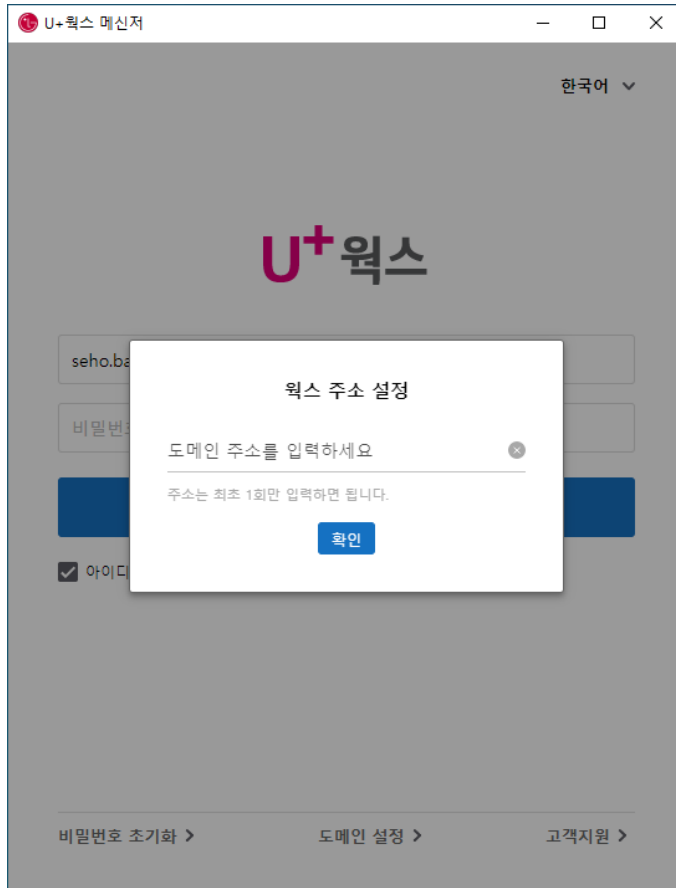 U+웍스 메신저
한국어
U+웍스
seho.ba
웍스 주소 설정
비밀번
도메인 주소를 입력하세요
주소는 최초 1회만 입력하면 됩니다.
확인
아이디
비밀번호 초기화
도메인 설정
고객지원